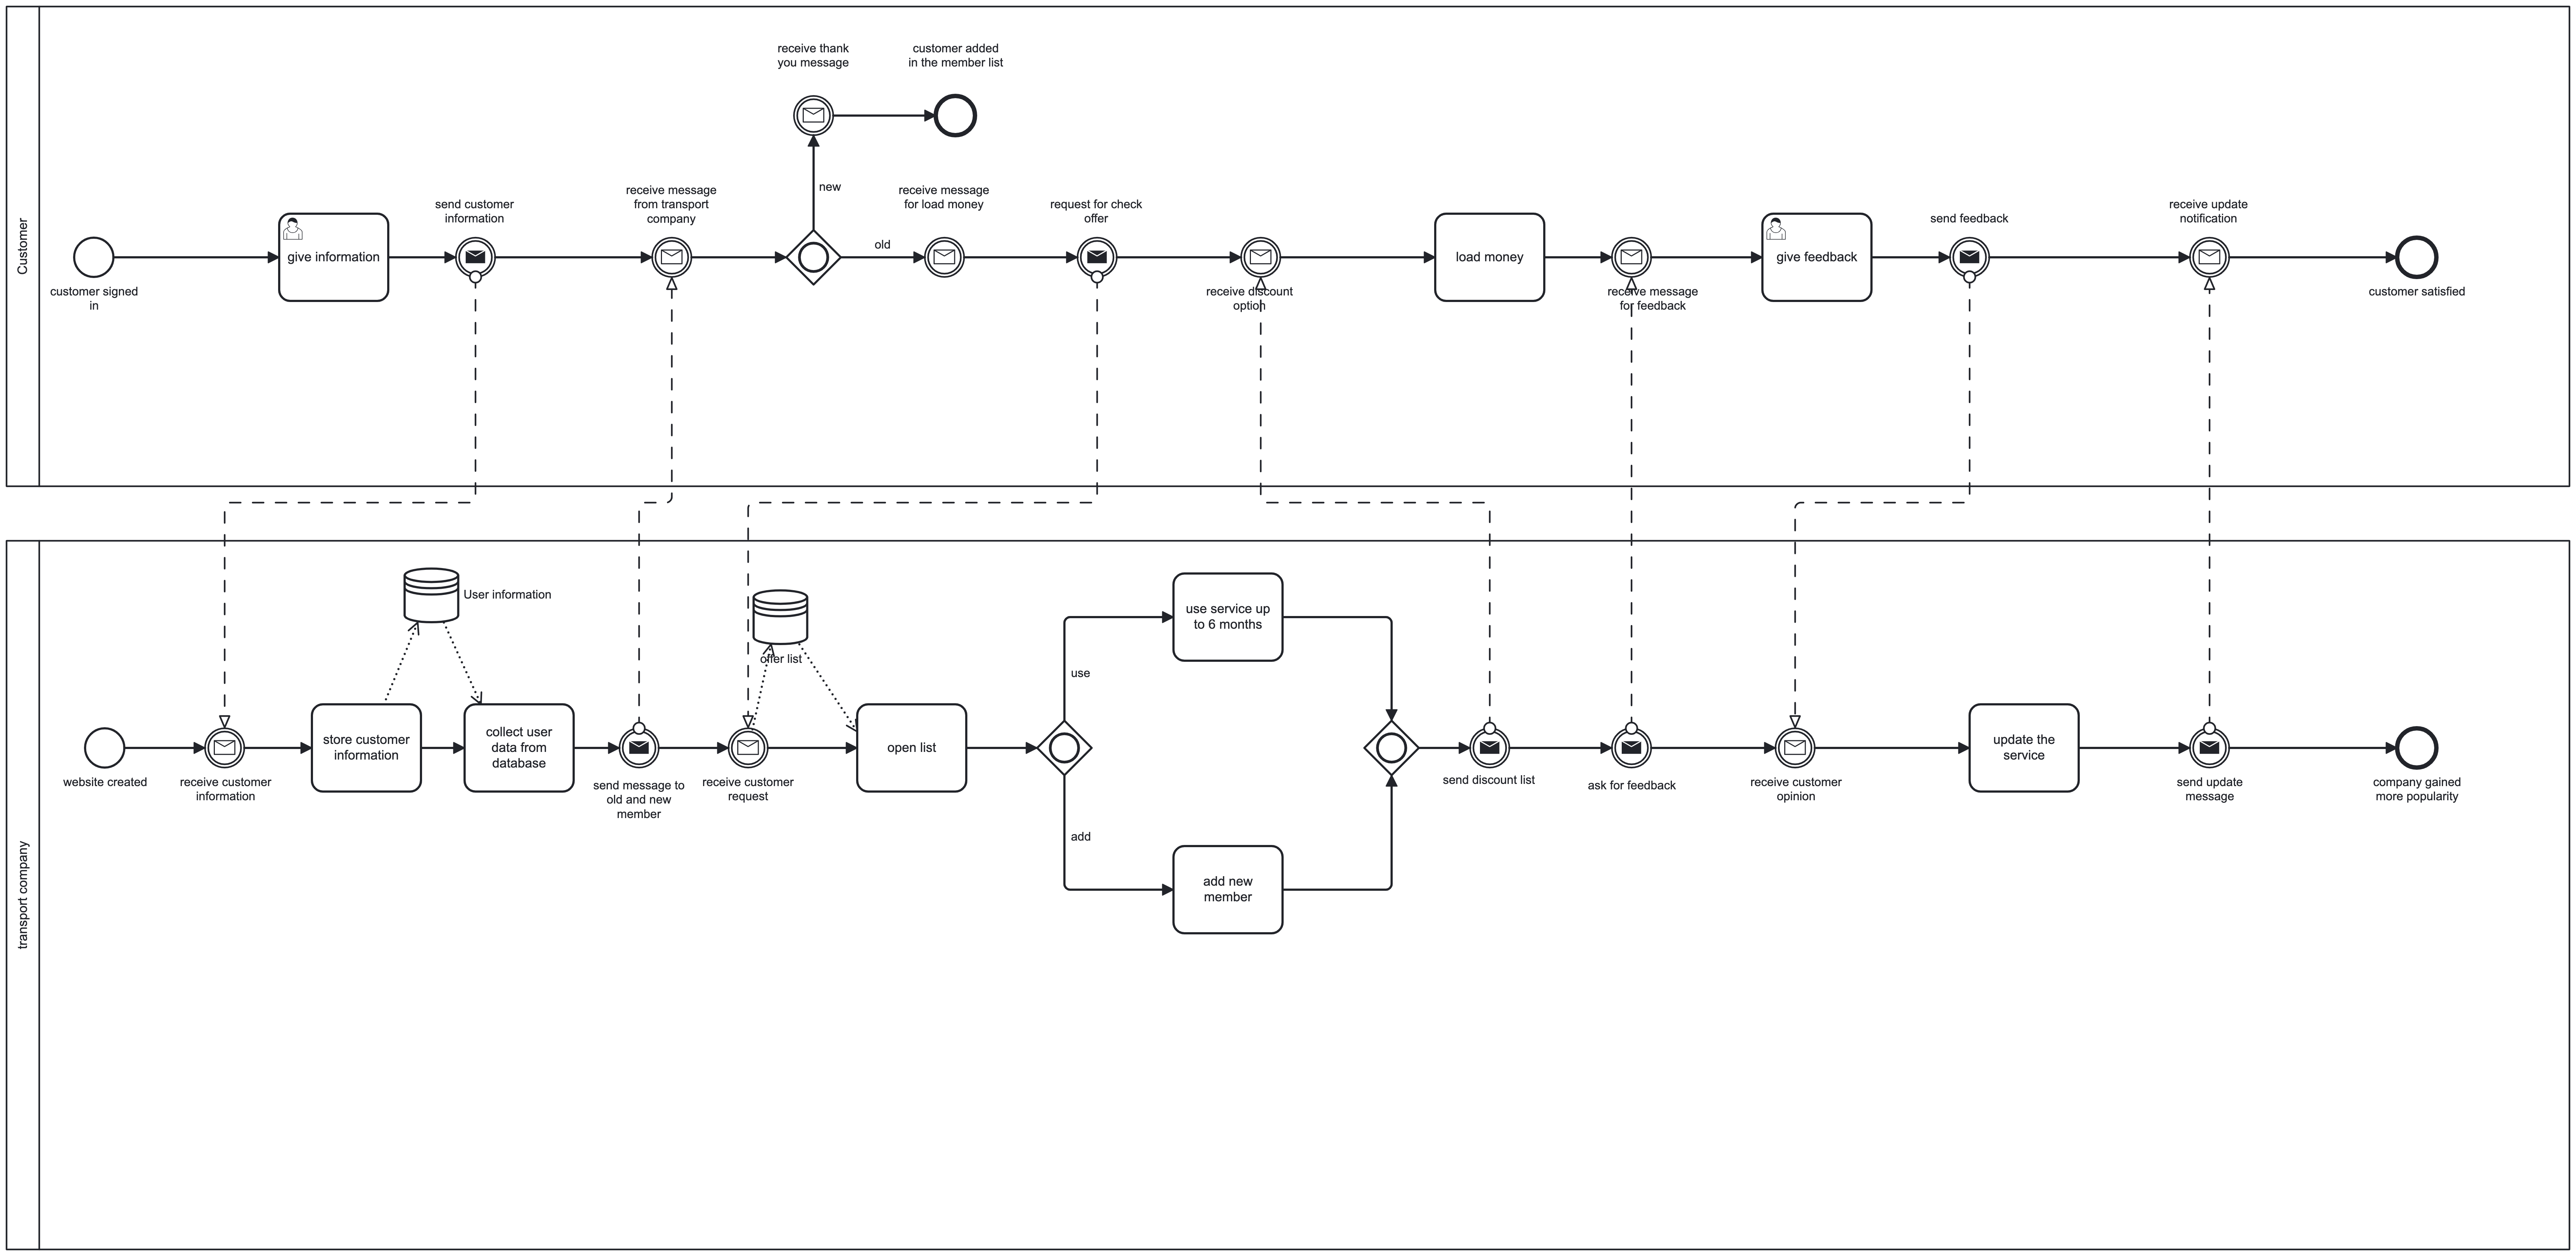 Customer
receive thank
you message
customer added
in the member list
new
send customer
information
receive message
from transport
company
old
receive message
for load money
request for check
offer
send feedback
receive update
notification
give information
load money
give feedback
customer signed
in
receive discount
option
receive message
for feedback
customer satisfied
transport company
User information
offer list
use service up
to 6 months
use
store customer
information
collect user
data from
database
open list
update the
service
website created
receive customer
information
send message to
old and new
member
receive customer
request
send discount list
ask for feedback
receive customer
opinion
send update
message
company gained
more popularity
add
add new
member